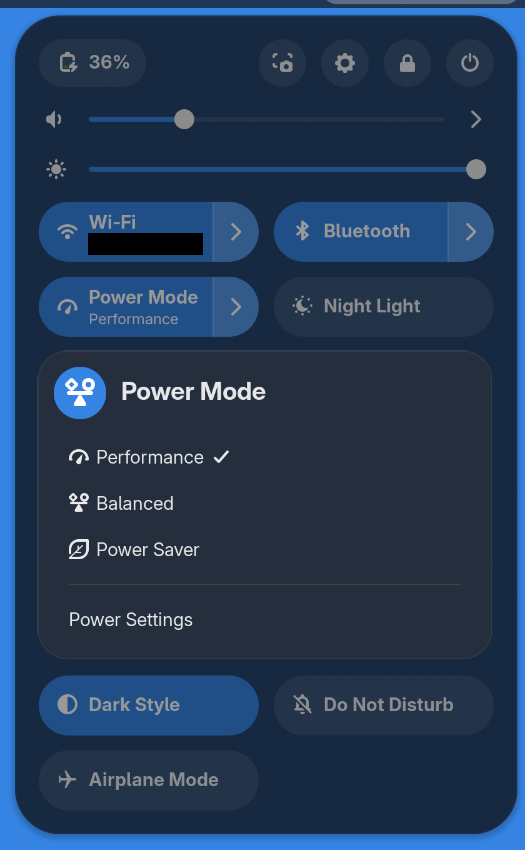 36%
Wi-Fi
Bluetooth
Power Mode
Performance
Night Light
Power Mode
Performance
Balanced
Power Saver
Power Settings
Dark Style
Do Not Disturb
Airplane Mode